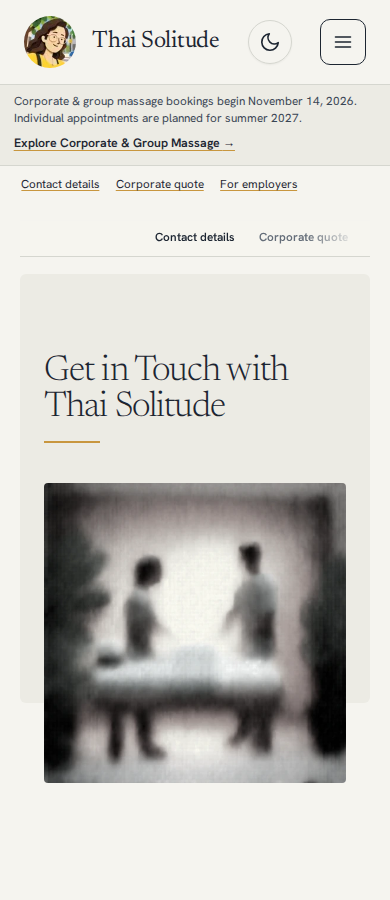 Thai Solitude
Corporate & group massage bookings begin November 14, 2026.
Individual appointments are planned for summer 2027.
Explore Corporate & Group Massage →
Contact details Corporate quote For employers
Contact details Corporate quote
Get in Touch with
Thai Solitude